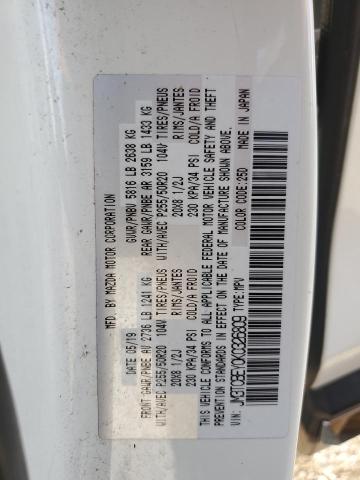 MFD. BY MAZDA MOTOR CORPORATION
DATE 05/19 GVWR/PNBV 5816 LB 2638 KG
FRONT GAWR/PNBE AV 2736 LB 1241 KG REAR GAWR/PNBE AR 3159 LB 1433 KG
WITH/AVEC P255/50R20 104V TIRES/PNEUS WITH/AVEC P255/50R20 104V TIRES/PNEUS
20X8 1/2J RIMS/JANTES 20X8 1/2J RIMS/JANTES
230 KPA/34 PSI COLD/A FROID 230 KPA/34 PSI COLD/A FROID
THIS VEHICLE CONFORMS TO ALL APPLICABLE FEDERAL MOTOR VEHICLE SAFETY AND THEFT
PREVENTION STANDARDS IN EFFECT ON THE DATE OF MANUFACTURE SHOWN ABOVE.
VIN: TYPE:MPV COLOR CODE:25D MADE IN JAPAN